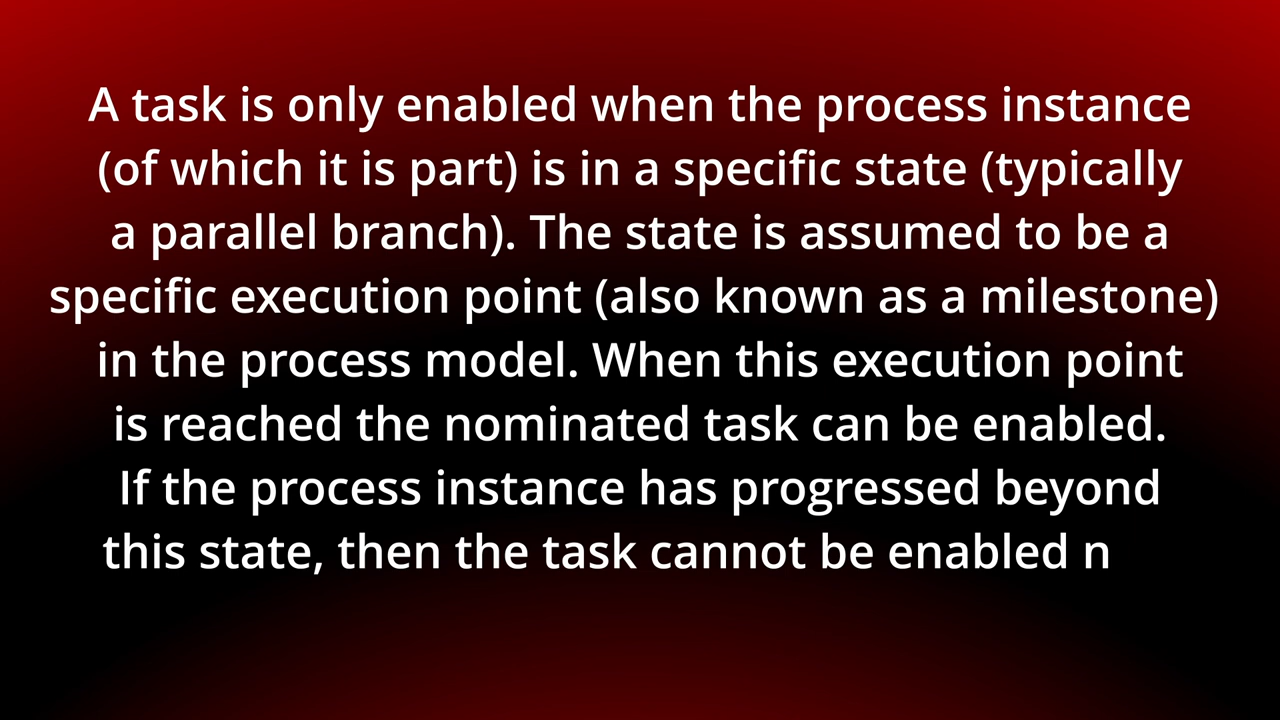 A task is only enabled when the process instance
(of which it is part) is in a specific state (typically
a parallel branch). The state is assumed to be a
specific execution point (also known as a milestone)
in the process model. When this execution point
is reached the nominated task can be enabled.
If the process instance has progressed beyond
this state, then the task cannot be enabled n